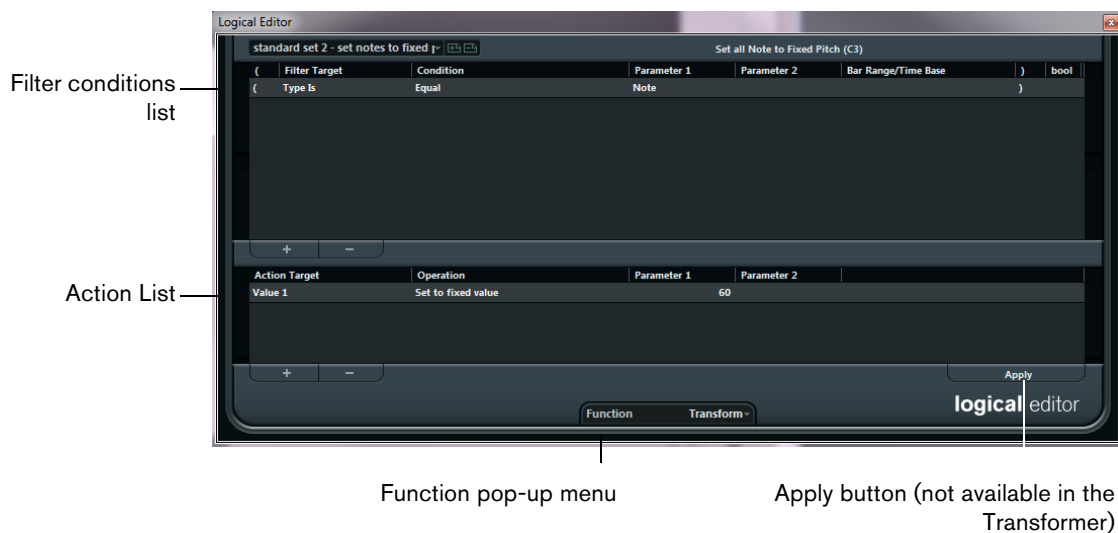 Logical Editor
standard set 2 - set notes to fixed
Set all Note to Fixed Pitch (C3)
( Filter Target Condition Parameter 1 Parameter 2 Bar Range/Time Base ) bool
( Type Is Equal Note )
Filter conditions
list
+ −
Action Target Operation Parameter 1 Parameter 2
Value 1 Set to fixed value 60
Action List
+ −
Apply
logical editor
Function Transform
Function pop-up menu
Apply button (not available in the
Transformer)